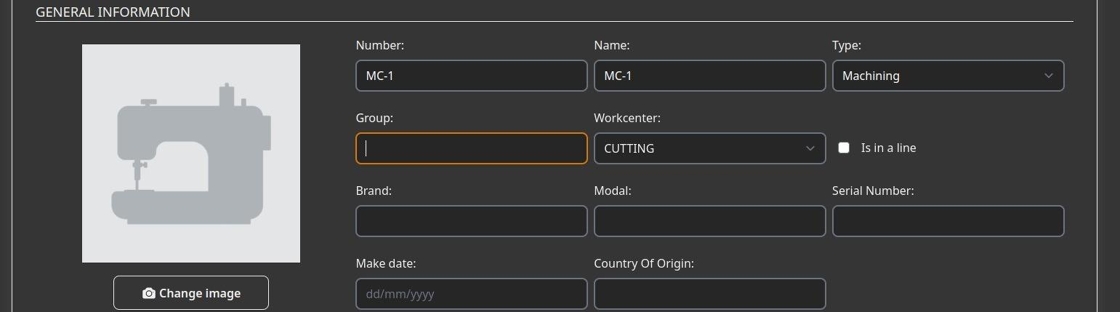 GENERAL INFORMATION
Number: Name: Type:
MC-1 MC-1 Machining
Group: Workcenter:
CUTTING Is in a line
Brand: Modal: Serial Number:
Make date: Country Of Origin:
Change image dd/mm/yyyy